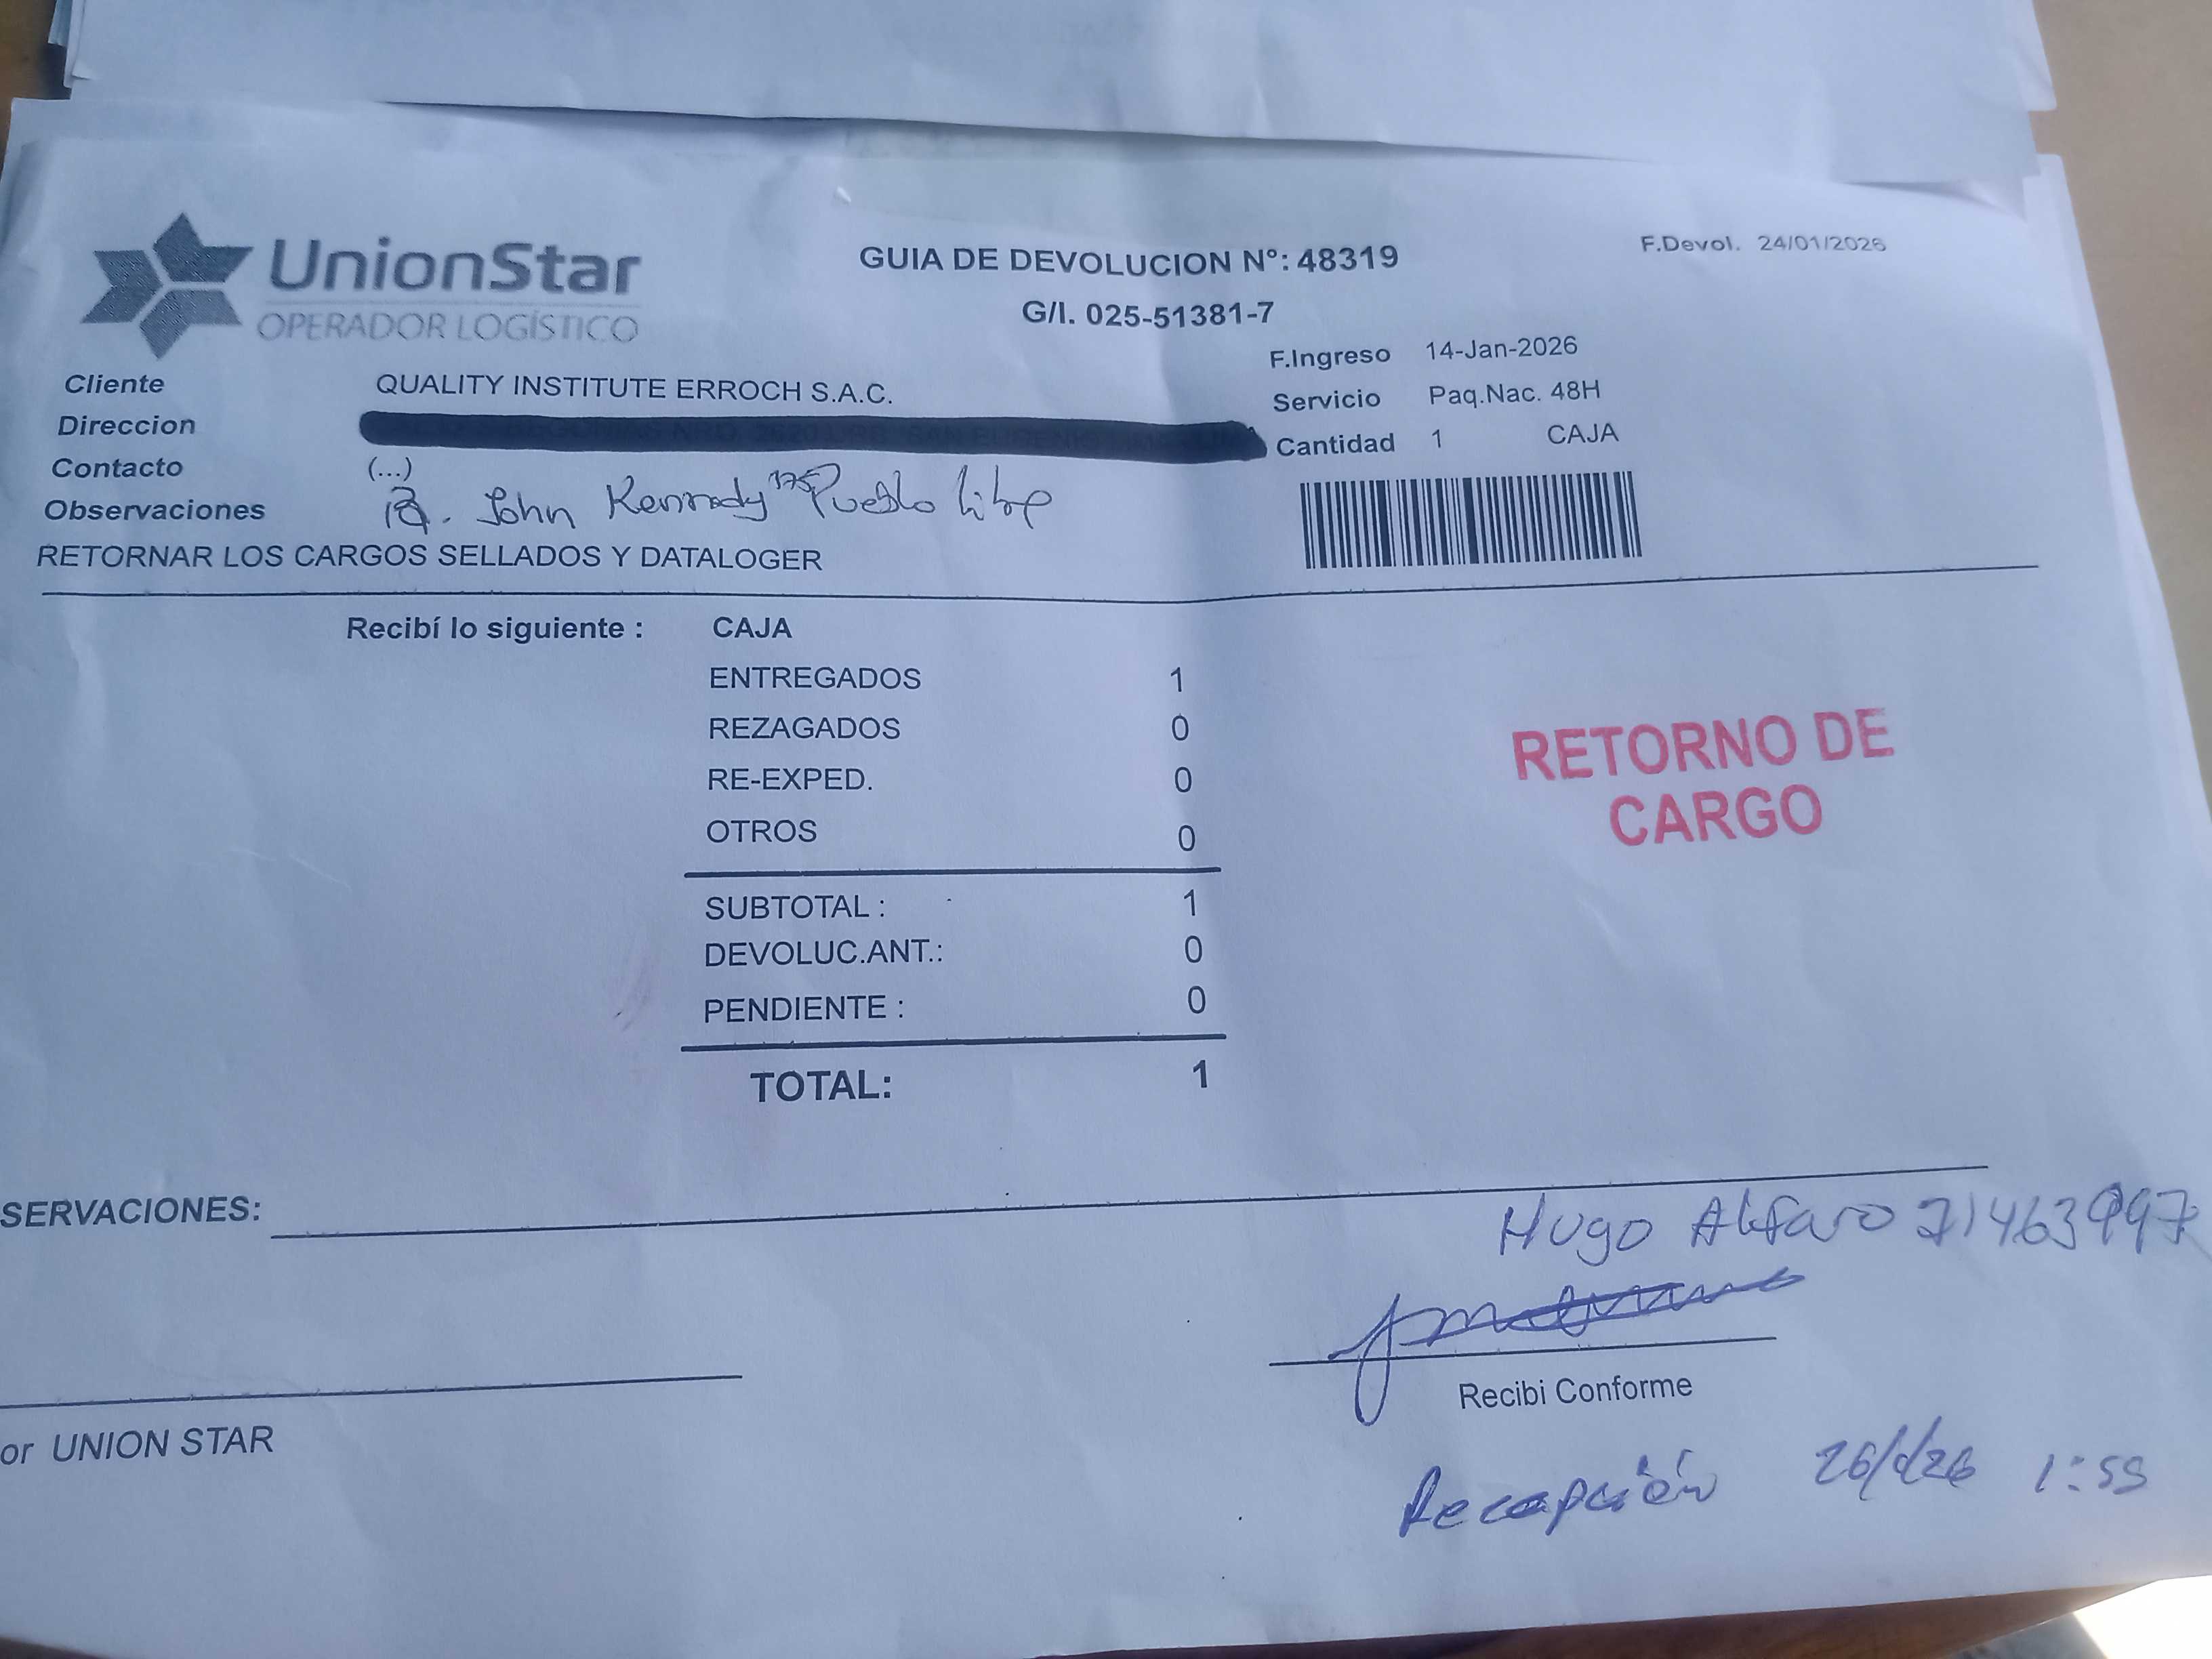 UnionStar
OPERADOR LOGÍSTICO
GUIA DE DEVOLUCION N°: 48319
G/I. 025-51381-7
F.Devol. 24/01/2026
F.Ingreso 14-Jan-2026
Servicio Paq.Nac. 48H
Cantidad 1 CAJA
Cliente QUALITY INSTITUTE ERROCH S.A.C.
Direccion
Contacto (...)
Observaciones John Kennedy 175 Pueblo libre
RETORNAR LOS CARGOS SELLADOS Y DATALOGER
Recibí lo siguiente : CAJA
ENTREGADOS 1
REZAGADOS 0
RE-EXPED. 0
OTROS 0
SUBTOTAL : 1
DEVOLUC.ANT.: 0
PENDIENTE : 0
TOTAL: 1
RETORNO DE
CARGO
SERVACIONES:
Hugo Alfaro 71463997
Recibi Conforme
or UNION STAR
Recepción 26/1/26 1:55